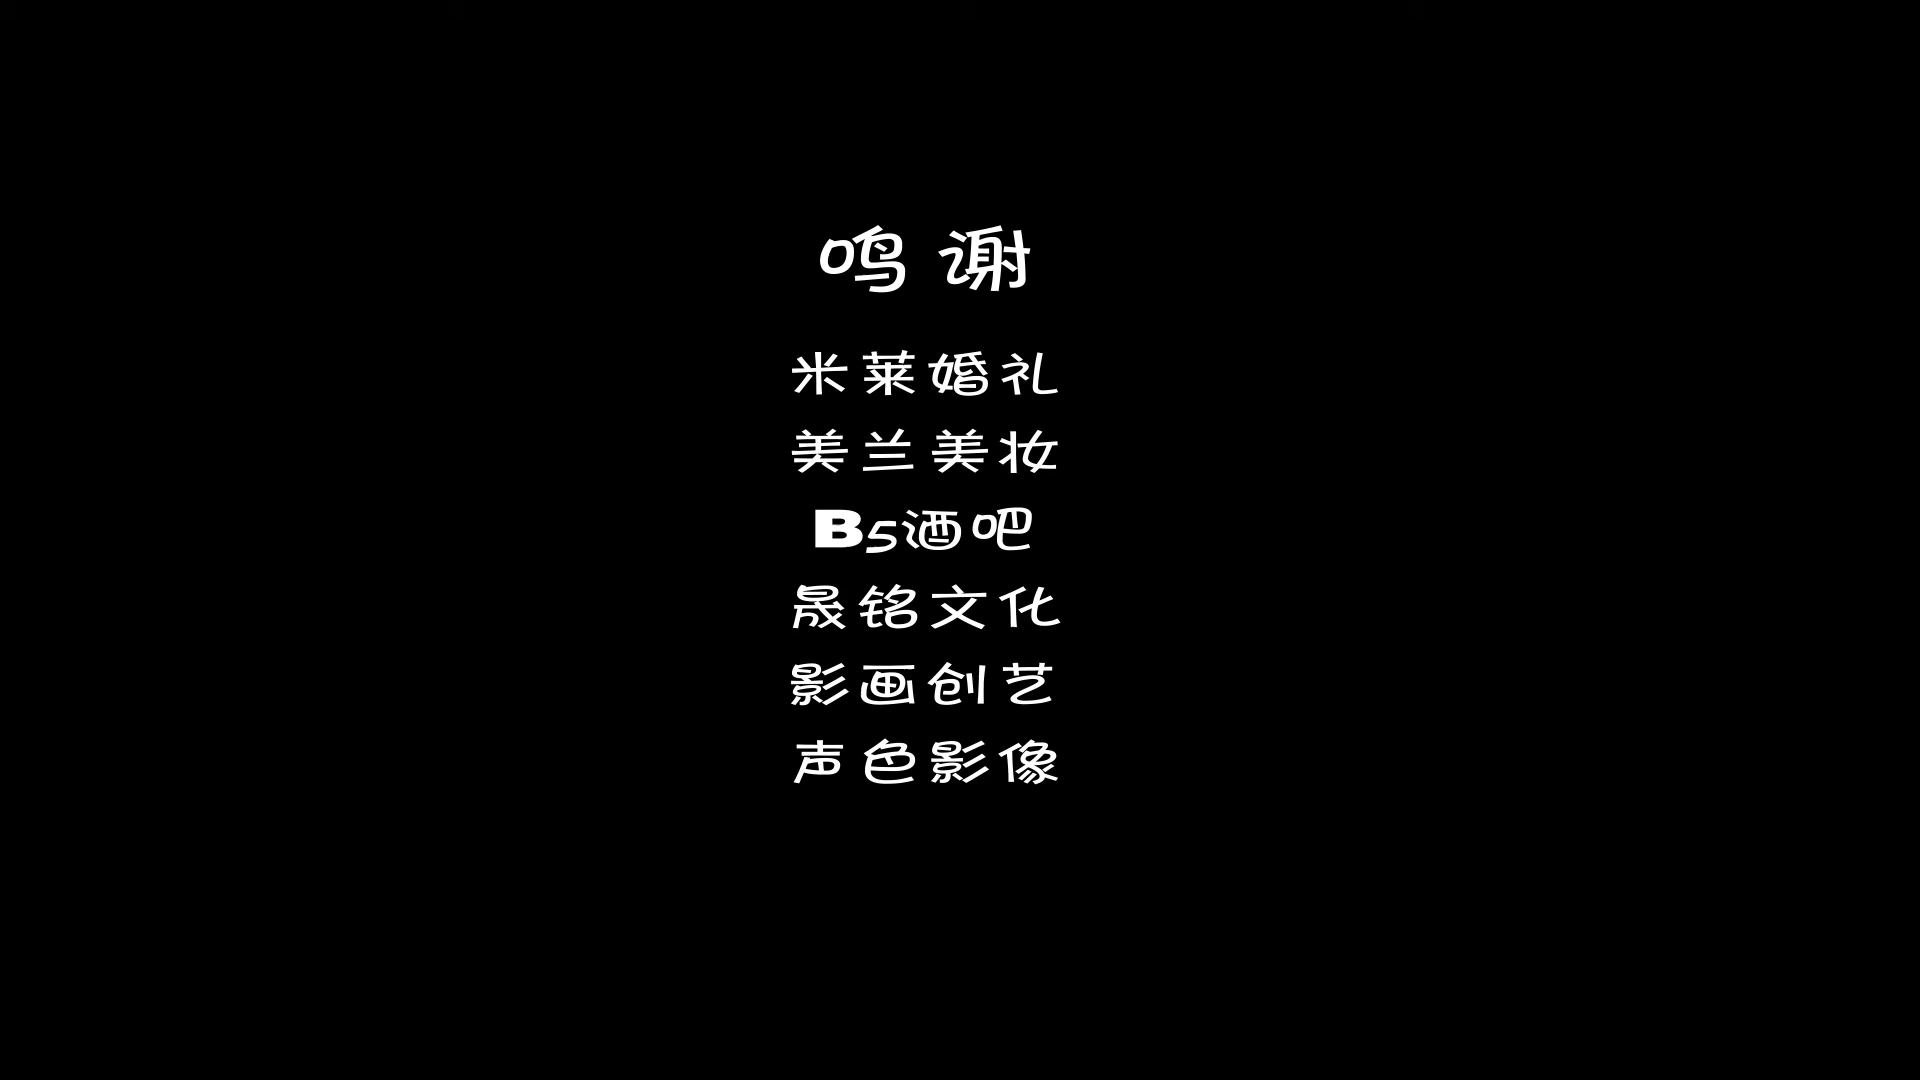 鸣谢
米莱婚礼
美兰美妆
B5酒吧
晟铭文化
影画创艺
声色影像